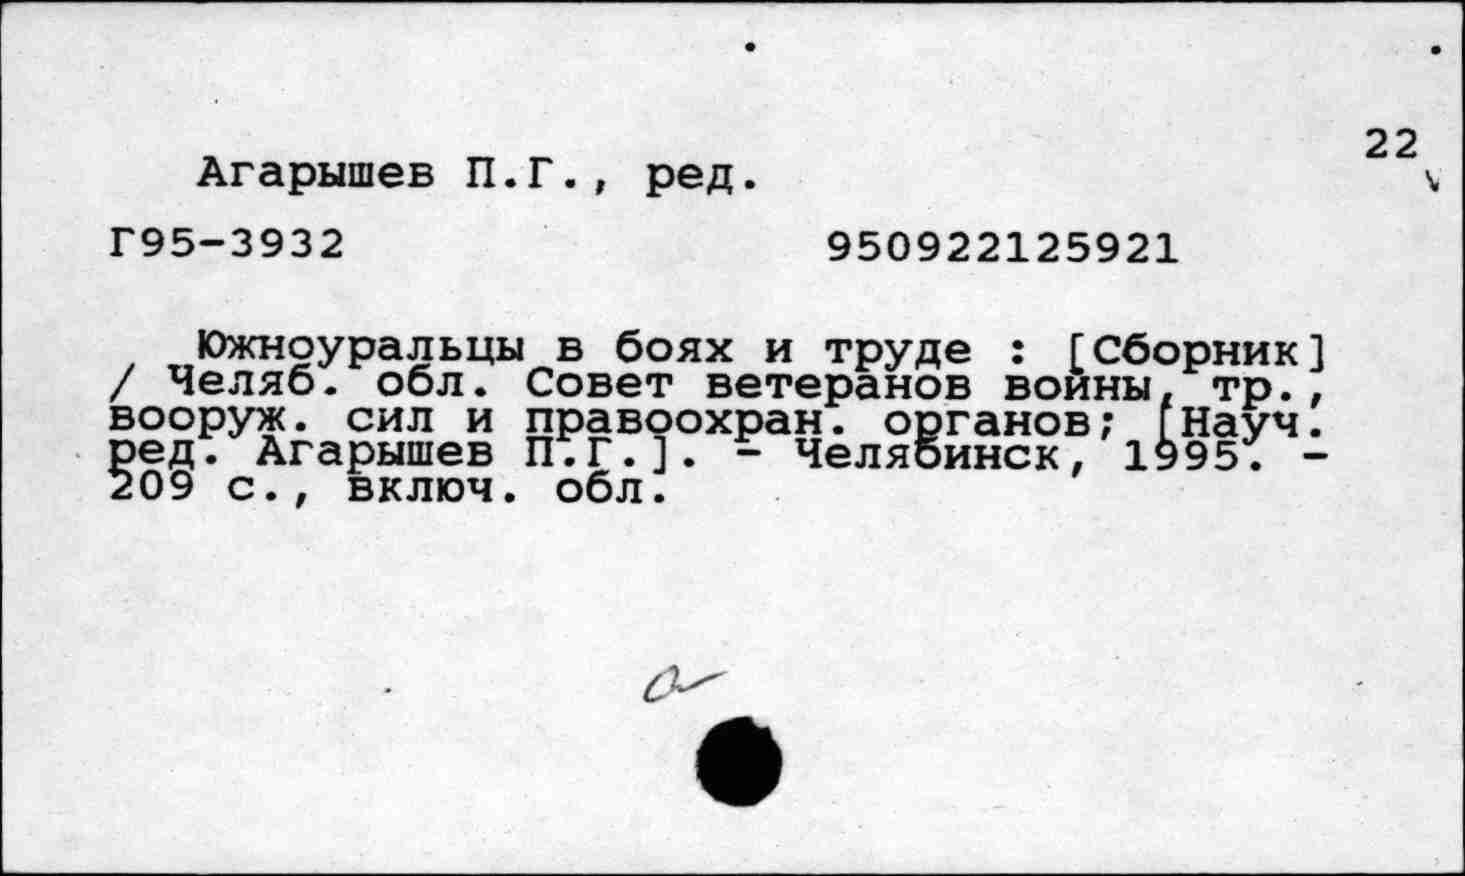 22
Агарышев П.Г., ред.
Г95-3932 950922125921
Южноуральцы в боях и труде : [Сборник]
/ Челяб. обл. Совет ветеранов войны, тр.,
вооруж. сил и правоохран. органов; [Науч.
ред. Агарышев П.Г.]. - Челябинск, 1995. -
209 с., включ. обл.